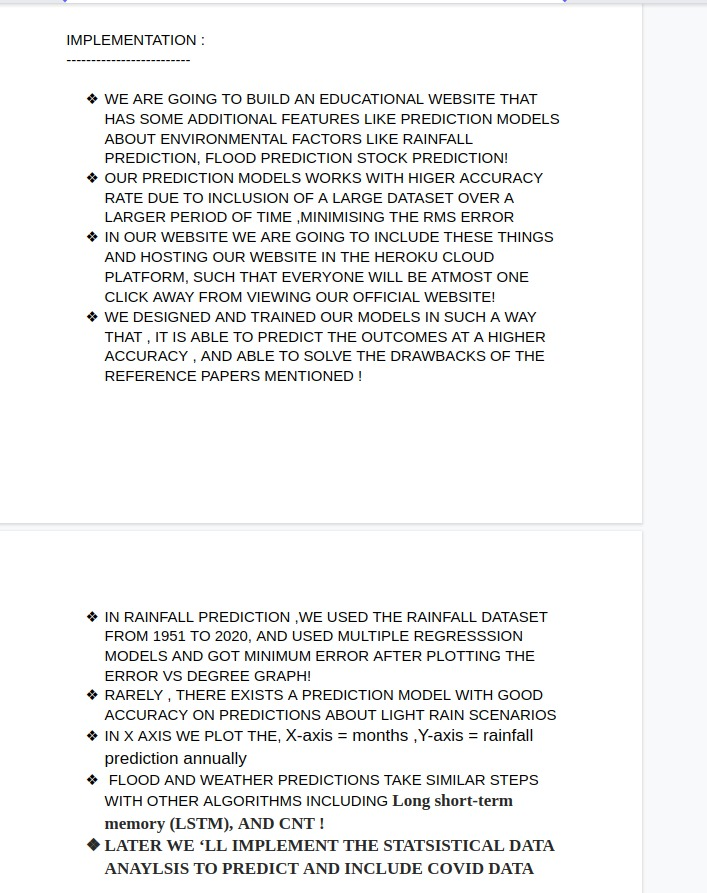 IMPLEMENTATION :
-------------------------
❖ WE ARE GOING TO BUILD AN EDUCATIONAL WEBSITE THAT
HAS SOME ADDITIONAL FEATURES LIKE PREDICTION MODELS
ABOUT ENVIRONMENTAL FACTORS LIKE RAINFALL
PREDICTION, FLOOD PREDICTION STOCK PREDICTION!
❖ OUR PREDICTION MODELS WORKS WITH HIGER ACCURACY
RATE DUE TO INCLUSION OF A LARGE DATASET OVER A
LARGER PERIOD OF TIME ,MINIMISING THE RMS ERROR
❖ IN OUR WEBSITE WE ARE GOING TO INCLUDE THESE THINGS
AND HOSTING OUR WEBSITE IN THE HEROKU CLOUD
PLATFORM, SUCH THAT EVERYONE WILL BE ATMOST ONE
CLICK AWAY FROM VIEWING OUR OFFICIAL WEBSITE!
❖ WE DESIGNED AND TRAINED OUR MODELS IN SUCH A WAY
THAT , IT IS ABLE TO PREDICT THE OUTCOMES AT A HIGHER
ACCURACY , AND ABLE TO SOLVE THE DRAWBACKS OF THE
REFERENCE PAPERS MENTIONED !
❖ IN RAINFALL PREDICTION ,WE USED THE RAINFALL DATASET
FROM 1951 TO 2020, AND USED MULTIPLE REGRESSSION
MODELS AND GOT MINIMUM ERROR AFTER PLOTTING THE
ERROR VS DEGREE GRAPH!
❖ RARELY , THERE EXISTS A PREDICTION MODEL WITH GOOD
ACCURACY ON PREDICTIONS ABOUT LIGHT RAIN SCENARIOS
❖ IN X AXIS WE PLOT THE, X-axis = months ,Y-axis = rainfall
prediction annually
❖ FLOOD AND WEATHER PREDICTIONS TAKE SIMILAR STEPS
WITH OTHER ALGORITHMS INCLUDING Long short-term
memory (LSTM), AND CNT !
❖ LATER WE ‘LL IMPLEMENT THE STATSISTICAL DATA
ANAYLSIS TO PREDICT AND INCLUDE COVID DATA